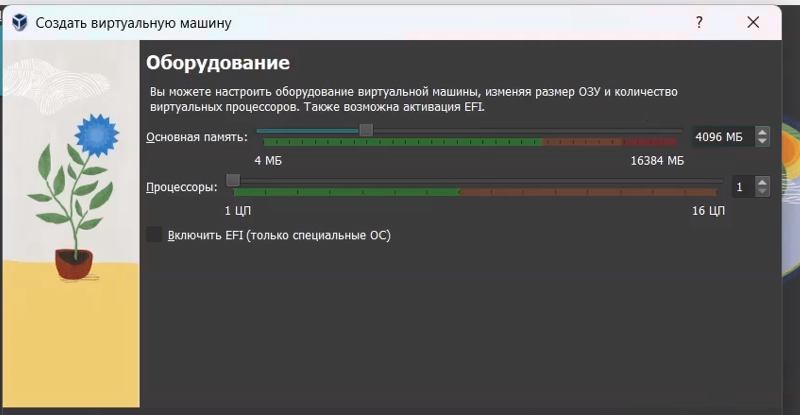 Создать виртуальную машину
?
Оборудование
Вы можете настроить оборудование виртуальной машины, изменяя размер ОЗУ и количество
виртуальных процессоров. Также возможна активация EFI.
Основная память:
4096 МБ
4 МБ
16384 МБ
Процессоры:
1
1 ЦП
16 ЦП
Включить EFI (только специальные ОС)